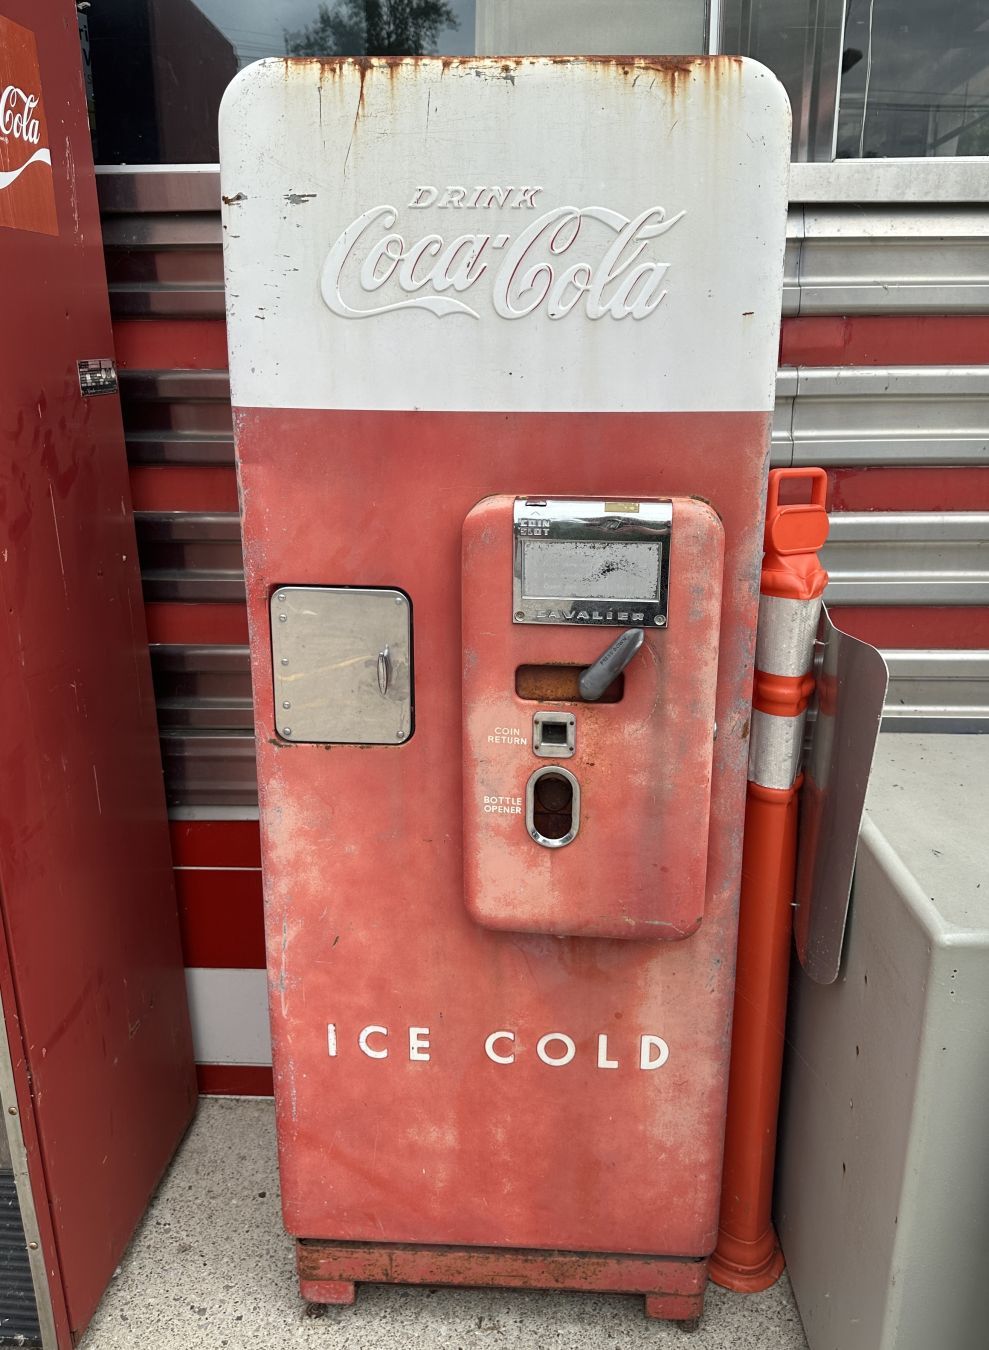 Cola
DRINK
Coca-Cola
COIN
SLOT
CAVALIER
COIN
RETURN
BOTTLE
OPENER
ICE COLD